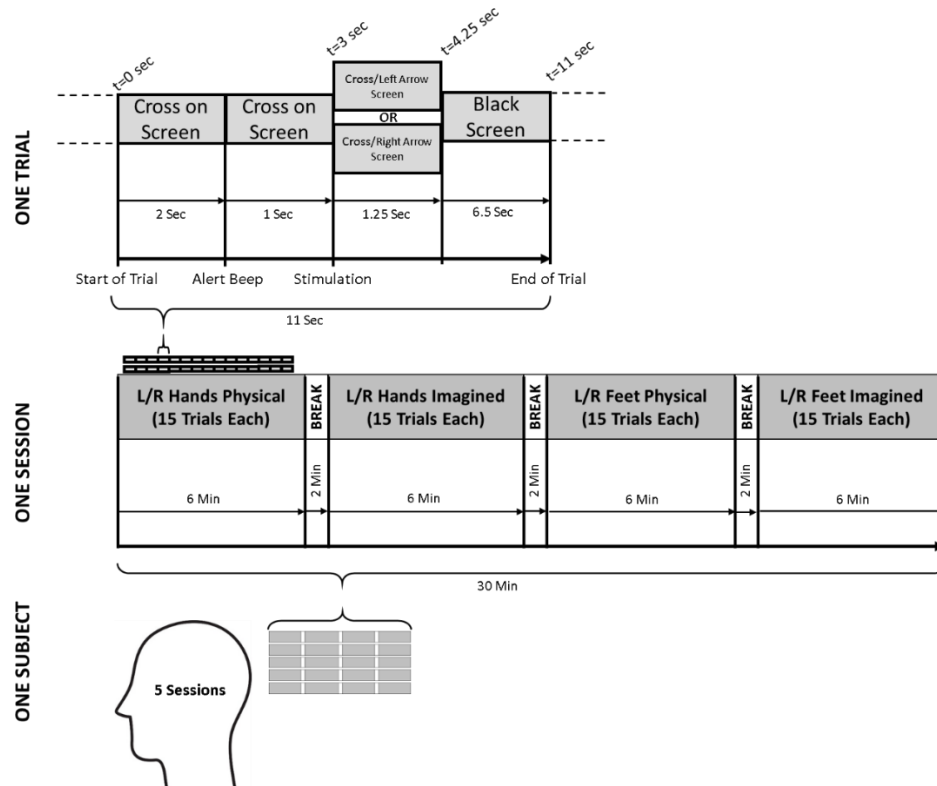 t=0 sec
t=3 sec
t=4.25 sec
t=11 sec
ONE TRIAL
Cross on
Screen
Cross on
Screen
Cross/Left Arrow
Screen
OR
Cross/Right Arrow
Screen
Black
Screen
2 Sec
1 Sec
1.25 Sec
6.5 Sec
Start of Trial
Alert Beep
Stimulation
End of Trial
11 Sec
ONE SESSION
L/R Hands Physical
(15 Trials Each)
BREAK
L/R Hands Imagined
(15 Trials Each)
BREAK
L/R Feet Physical
(15 Trials Each)
BREAK
L/R Feet Imagined
(15 Trials Each)
6 Min
2 Min
6 Min
2 Min
6 Min
2 Min
6 Min
30 Min
ONE SUBJECT
5 Sessions